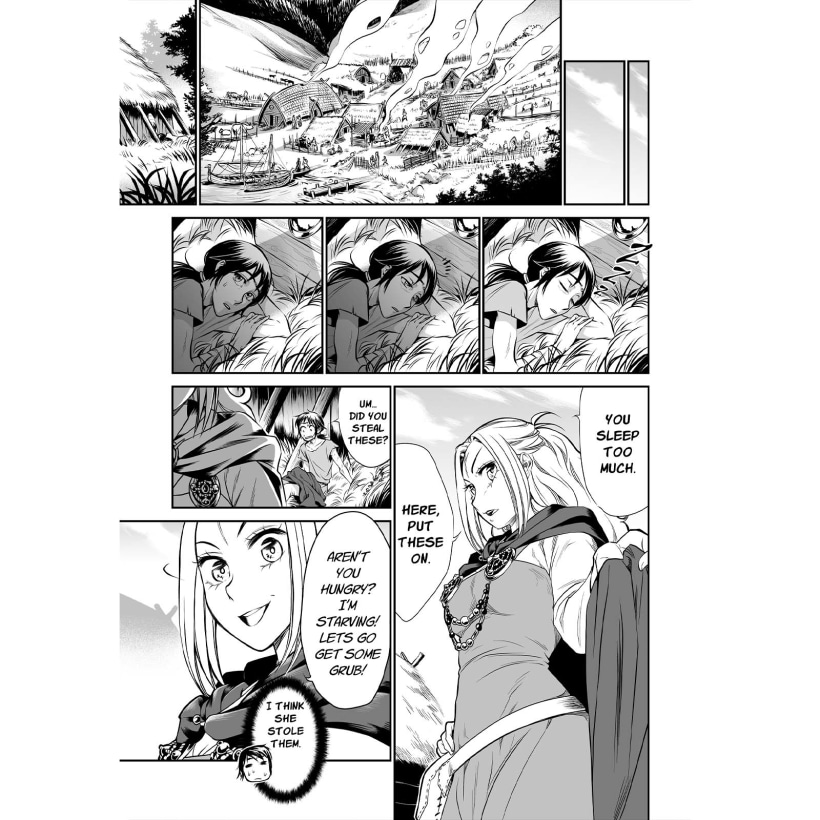 YOU
SLEEP
TOO
MUCH.
HERE,
PUT
THESE
ON.
UM...
DID YOU
STEAL
THESE?
AREN'T
YOU
HUNGRY?
I'M
STARVING!
LETS GO
GET SOME
GRUB!
I THINK
SHE
STOLE
THEM.